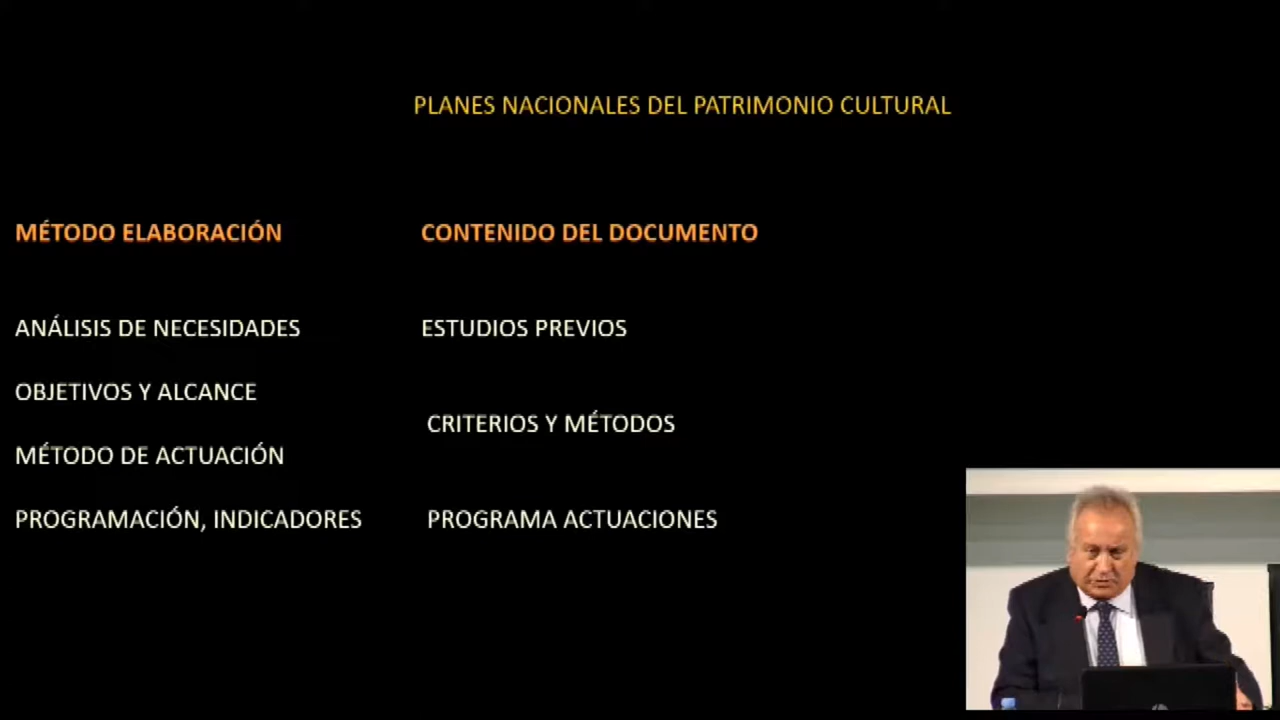 PLANES NACIONALES DEL PATRIMONIO CULTURAL
MÉTODO ELABORACIÓN
CONTENIDO DEL DOCUMENTO
ANÁLISIS DE NECESIDADES
ESTUDIOS PREVIOS
OBJETIVOS Y ALCANCE
CRITERIOS Y MÉTODOS
MÉTODO DE ACTUACIÓN
PROGRAMACIÓN, INDICADORES
PROGRAMA ACTUACIONES